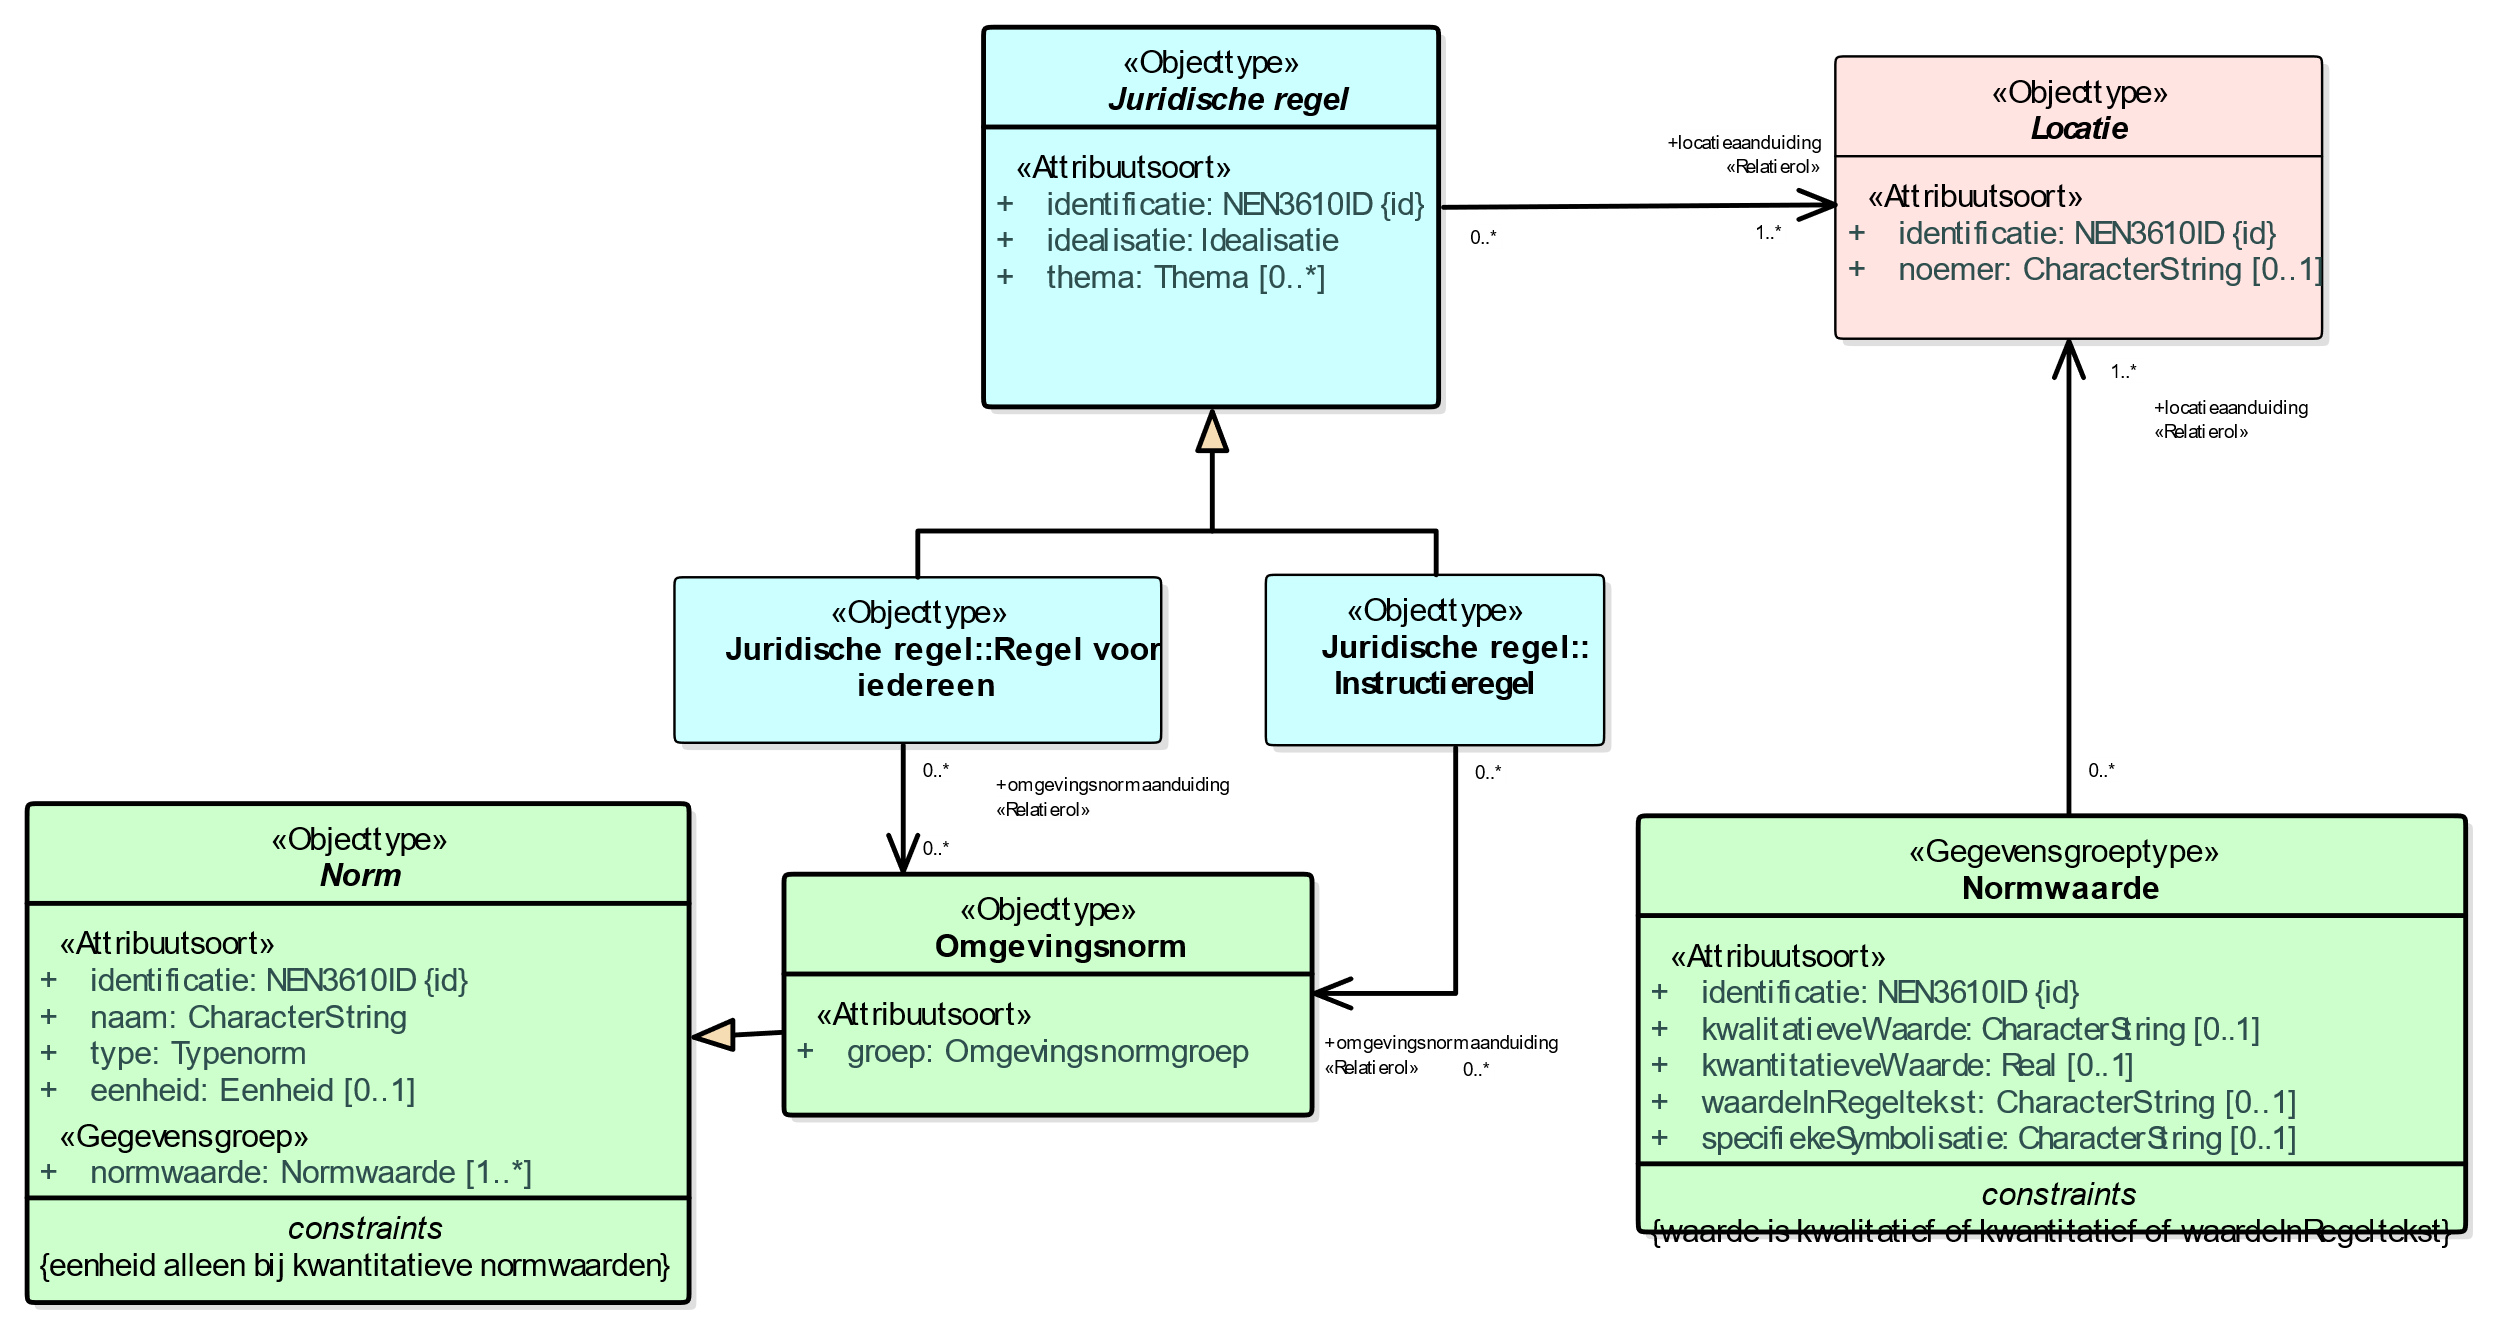 «Objecttype»
Juridische regel
«Attribuutsoort»
+ identificatie: NEN3610ID {id}
+ idealisatie: Idealisatie
+ thema: Thema [0..*]
+locatieaanduiding
«Relatierol»
0..*
1..*
«Objecttype»
Locatie
«Attribuutsoort»
+ identificatie: NEN3610ID {id}
+ noemer: CharacterString [0..1]
1..*
+locatieaanduiding
«Relatierol»
0..*
«Objecttype»
Juridische regel::Regel voor
iedereen
«Objecttype»
Juridische regel::
Instructieregel
0..*
+omgevingsnormaanduiding
«Relatierol»
0..*
0..*
«Objecttype»
Norm
«Attribuutsoort»
+ identificatie: NEN3610ID {id}
+ naam: CharacterString
+ type: Typenorm
+ eenheid: Eenheid [0..1]
«Gegevensgroep»
+ normwaarde: Normwaarde [1..*]
constraints
{eenheid alleen bij kwantitatieve normwaarden}
«Objecttype»
Omgevingsnorm
«Attribuutsoort»
+ groep: Omgevingsnormgroep
+omgevingsnormaanduiding
«Relatierol»
0..*
«Gegevensgroeptype»
Normwaarde
«Attribuutsoort»
+ identificatie: NEN3610ID {id}
+ kwalitatieveWaarde: CharacterString [0..1]
+ kwantitatieveWaarde: Real [0..1]
+ waardeInRegeltekst: CharacterString [0..1]
+ specifiekeSymbolisatie: CharacterString [0..1]
constraints
{waarde is kwalitatief of kwantitatief of waardeInRegeltekst}